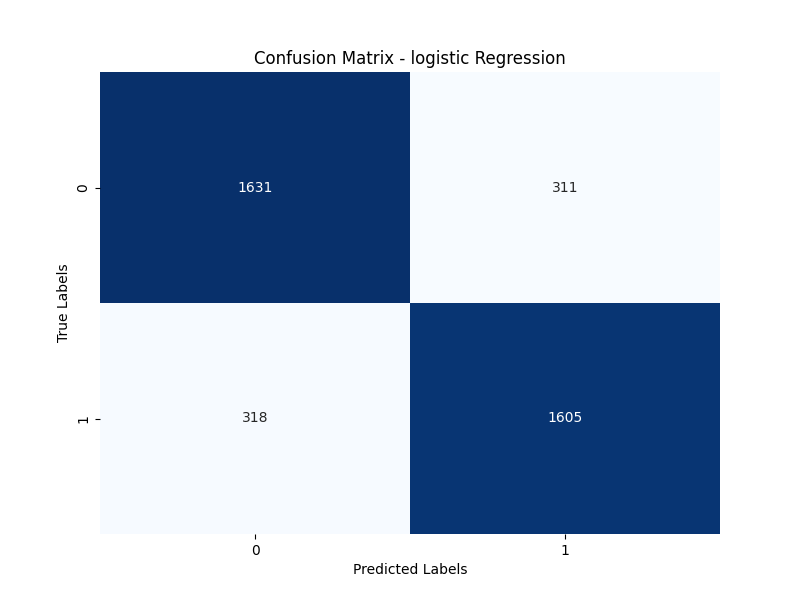 Confusion Matrix - logistic Regression
True Labels
0
1631
311
1
318
1605
0
1
Predicted Labels